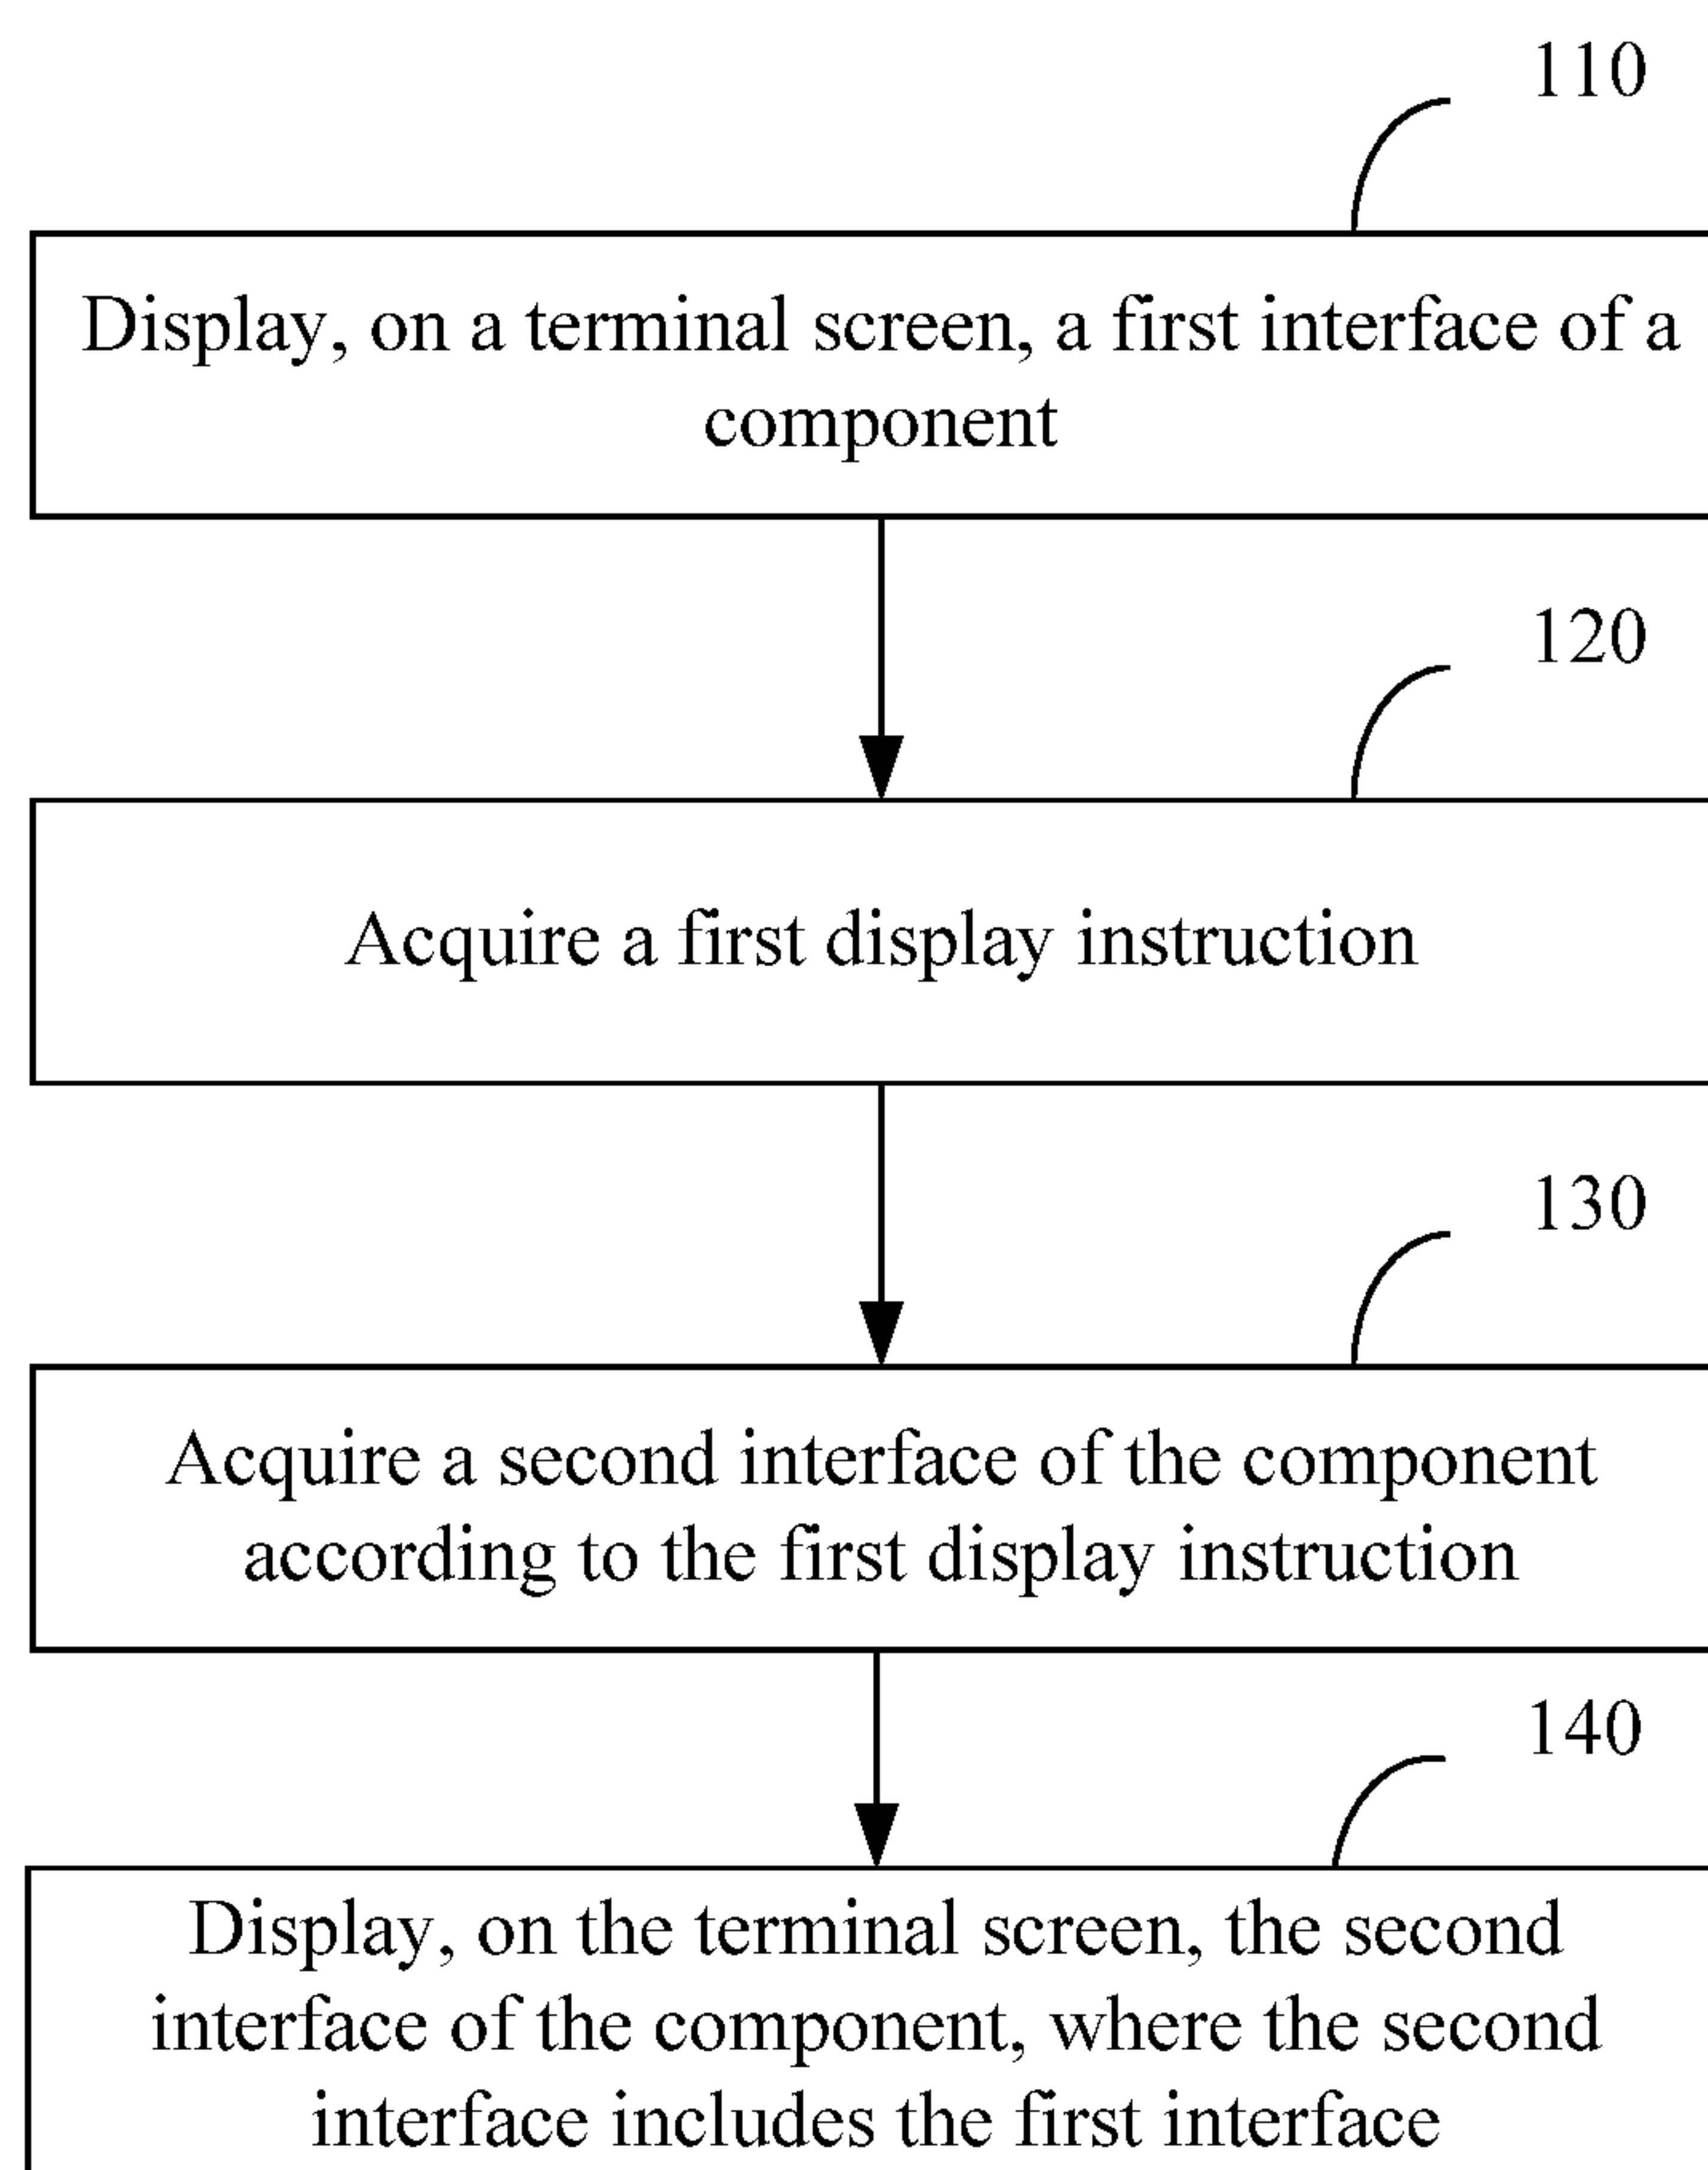 110
Display, on a terminal screen, a first interface of a
component
120
Acquire a first display instruction
130
Acquire a second interface of the component
according to the first display instruction
140
Display, on the terminal screen, the second
interface of the component, where the second
interface includes the first interface